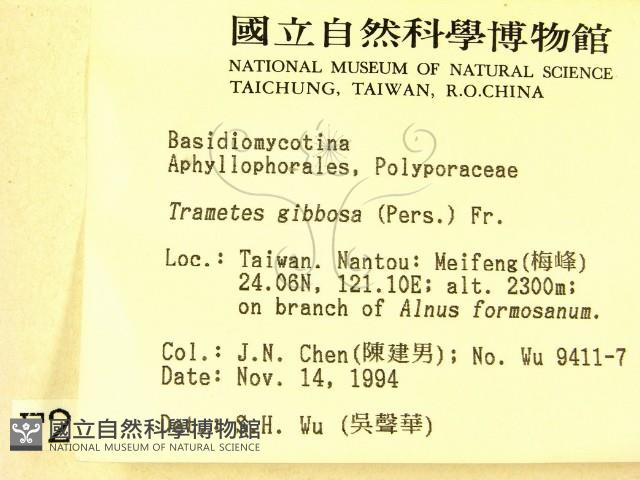 國立自然科學博物館
NATIONAL MUSEUM OF NATURAL SCIENCE
TAICHUNG, TAIWAN, R.O.CHINA
Basidiomycotina
Aphyllophorales, Polyporaceae
Trametes gibbosa (Pers.) Fr.
Loc.: Taiwan. Nantou: Meifeng(梅峰)
24.06N, 121.10E; alt. 2300m;
on branch of Alnus formosanum.
Col.: J.N. Chen(陳建男); No. Wu 9411-7
Date: Nov. 14, 1994
S.H. Wu (吳聲華)
國立自然科學博物館
NATIONAL MUSEUM OF NATURAL SCIENCE